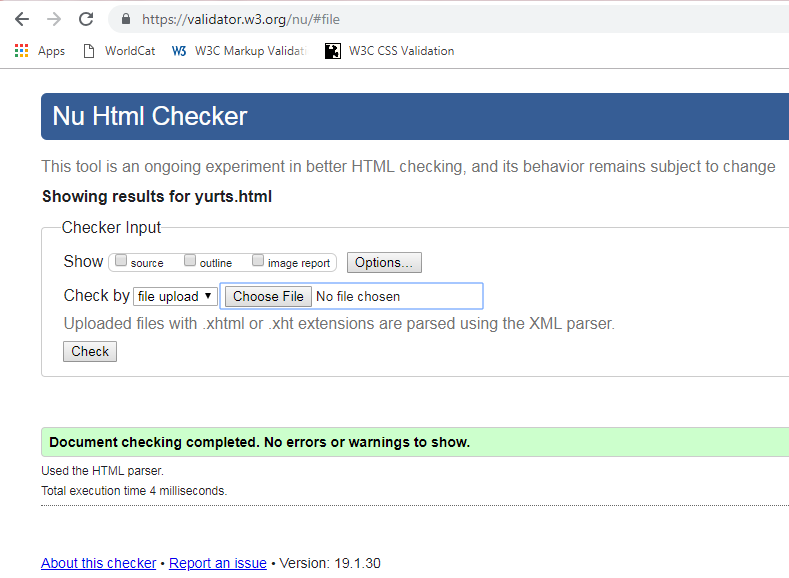 https://validator.w3.org/nu/#file
Apps WorldCat W3 W3C Markup Validati W3C CSS Validation
Nu Html Checker
This tool is an ongoing experiment in better HTML checking, and its behavior remains subject to change
Showing results for yurts.html
Checker Input
Show source outline image report Options...
Check by file upload Choose File No file chosen
Uploaded files with .xhtml or .xht extensions are parsed using the XML parser.
Check
Document checking completed. No errors or warnings to show.
Used the HTML parser.
Total execution time 4 milliseconds.
About this checker • Report an issue • Version: 19.1.30